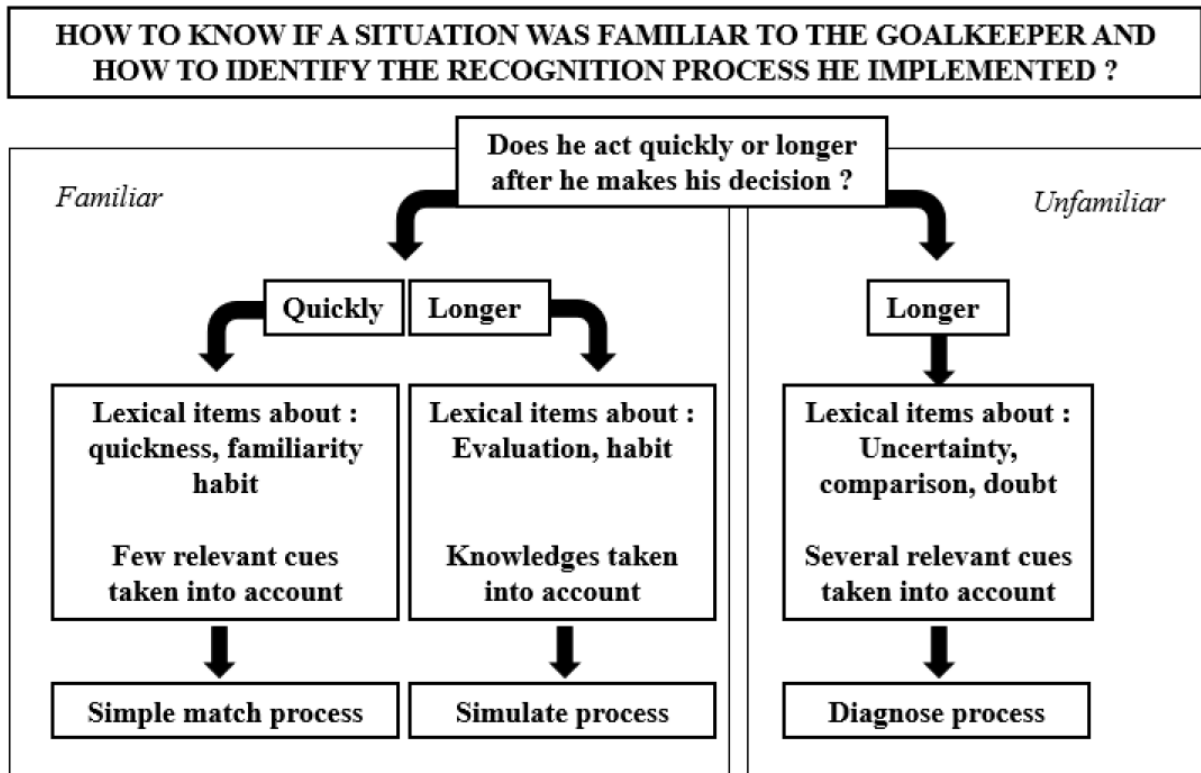 HOW TO KNOW IF A SITUATION WAS FAMILIAR TO THE GOALKEEPER AND
HOW TO IDENTIFY THE RECOGNITION PROCESS HE IMPLEMENTED ?
Does he act quickly or longer
after he makes his decision ?
Familiar
Unfamiliar
Quickly
Longer
Longer
Lexical items about :
quickness, familiarity
habit
Few relevant cues
taken into account
Lexical items about :
Evaluation, habit
Knowledges taken
into account
Lexical items about :
Uncertainty,
comparison, doubt
Several relevant cues
taken into account
Simple match process
Simulate process
Diagnose process